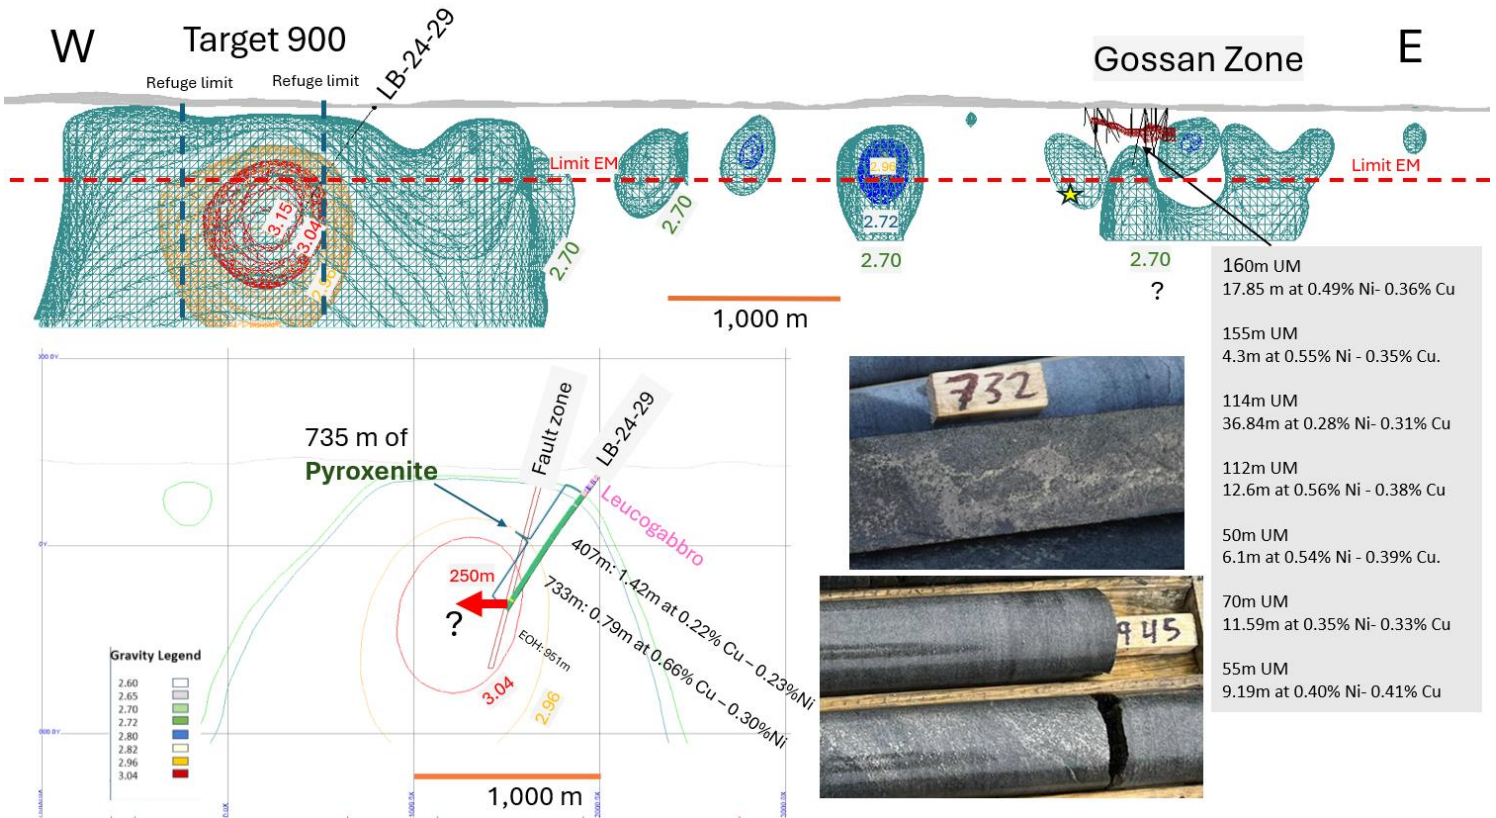 W
Target 900
LB-24-29
Gossan Zone
E
Refuge limit
Refuge limit
Limit EM
Limit EM
3.15
3.04
2.96
2.70
2.70
2.96
2.72
2.70
2.70
?
1,000 m
160m UM
17.85 m at 0.49% Ni- 0.36% Cu
155m UM
4.3m at 0.55% Ni - 0.35% Cu.
114m UM
36.84m at 0.28% Ni- 0.31% Cu
112m UM
12.6m at 0.56% Ni - 0.38% Cu
50m UM
6.1m at 0.54% Ni - 0.39% Cu.
70m UM
11.59m at 0.35% Ni- 0.33% Cu
55m UM
9.19m at 0.40% Ni- 0.41% Cu
735 m of
Pyroxenite
Fault zone
LB-24-29
Leucogabbro
407m: 1.42m at 0.22% Cu – 0.23%Ni
733m: 0.79m at 0.66% Cu – 0.30%Ni
250m
?
EOH: 951m
3.04
2.96
1,000 m
Gravity Legend
2.60
2.65
2.70
2.72
2.80
2.82
2.96
3.04
732
945